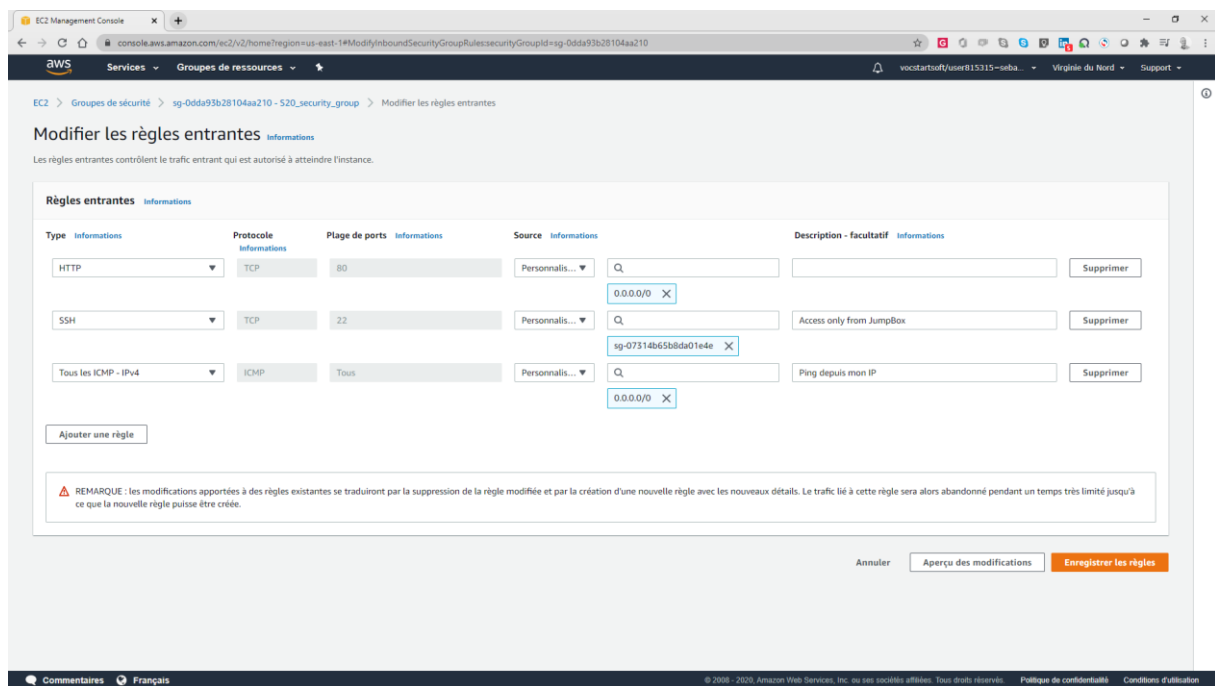 EC2 Management Console
console.aws.amazon.com/ec2/v2/home?region=us-east-1#ModifyInboundSecurityGroupRules:securityGroupId=sg-0dda93b28104aa210
aws Services Groupes de ressources vocstartsoft/user815315=seba... Virginie du Nord Support
EC2 > Groupes de sécurité > sg-0dda93b28104aa210 - S20_security_group > Modifier les règles entrantes
Modifier les règles entrantes Informations
Les règles entrantes contrôlent le trafic entrant qui est autorisé à atteindre l'instance.
Règles entrantes Informations
Type Informations Protocole Informations Plage de ports Informations Source Informations Description - facultatif Informations
HTTP TCP 80 Personnalis... Supprimer
0.0.0.0/0
SSH TCP 22 Personnalis... Access only from JumpBox Supprimer
sg-07314b65b8da01e4e
Tous les ICMP - IPv4 ICMP Tous Personnalis... Ping depuis mon IP Supprimer
0.0.0.0/0
Ajouter une règle
REMARQUE : les modifications apportées à des règles existantes se traduiront par la suppression de la règle modifiée et par la création d'une nouvelle règle avec les nouveaux détails. Le trafic lié à cette règle sera alors abandonné pendant un temps très limité jusqu'à
ce que la nouvelle règle puisse être créée.
Annuler Aperçu des modifications Enregistrer les règles
Commentaires Français © 2008 - 2020, Amazon Web Services, Inc. ou ses sociétés affiliées. Tous droits réservés. Politique de confidentialité Conditions d'utilisation